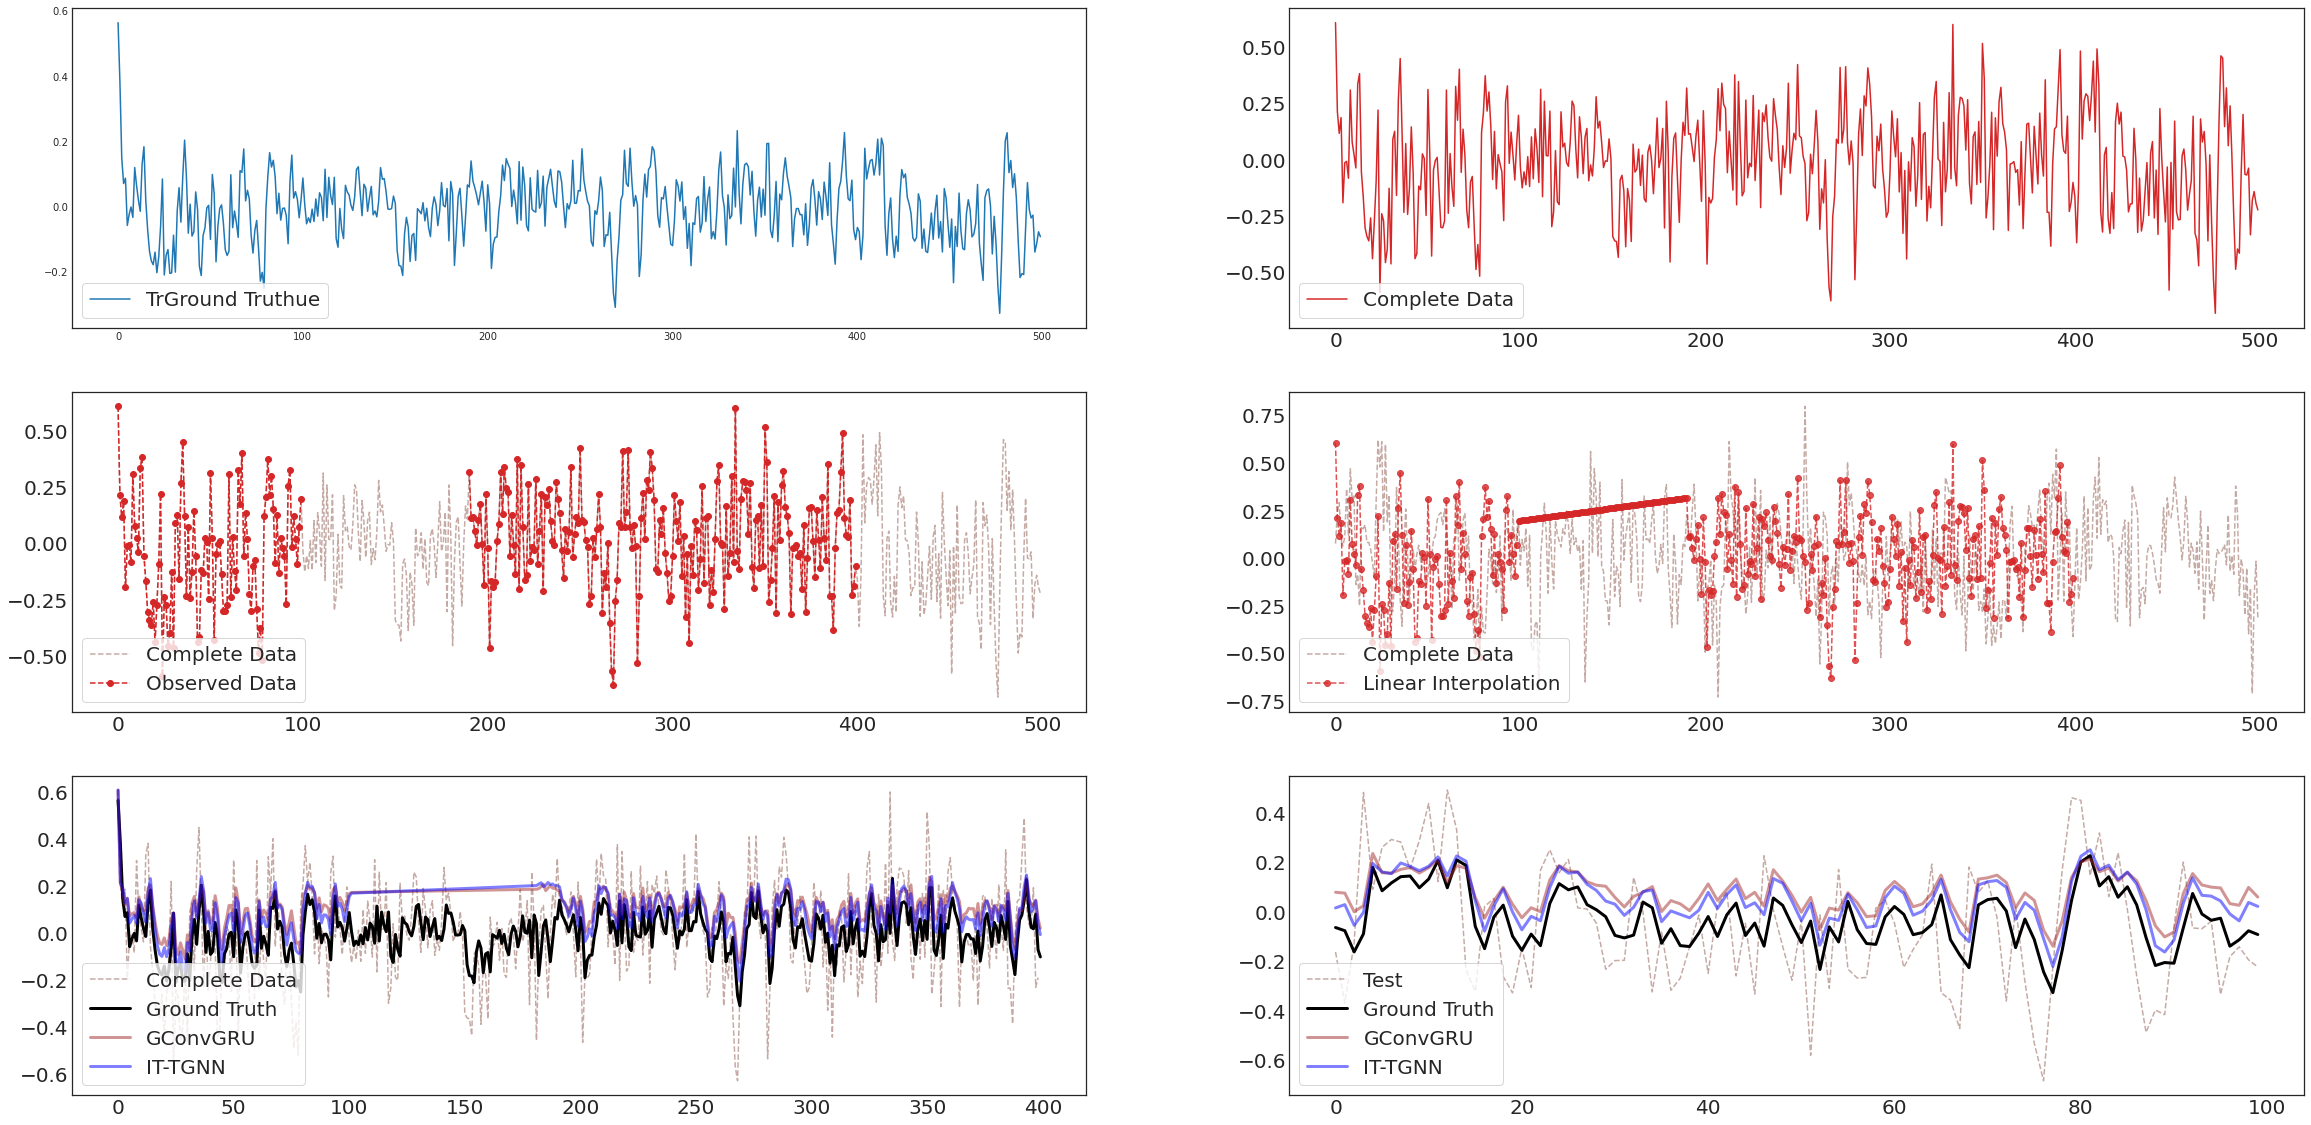 0.6
0.4
0.2
0.0
−0.2
TrGround Truthue
0 100 200 300 400 500
0.50
0.25
0.00
−0.25
−0.50
Complete Data
0 100 200 300 400 500
0.50
0.25
0.00
−0.25
−0.50
Complete Data
Observed Data
0 100 200 300 400 500
0.75
0.50
0.25
0.00
−0.25
−0.50
−0.75
Complete Data
Linear Interpolation
0 100 200 300 400 500
0.6
0.4
0.2
0.0
−0.2
−0.4
−0.6
Complete Data
Ground Truth
GConvGRU
IT-TGNN
0 50 100 150 200 250 300 350 400
0.4
0.2
0.0
−0.2
−0.4
−0.6
Test
Ground Truth
GConvGRU
IT-TGNN
0 20 40 60 80 100